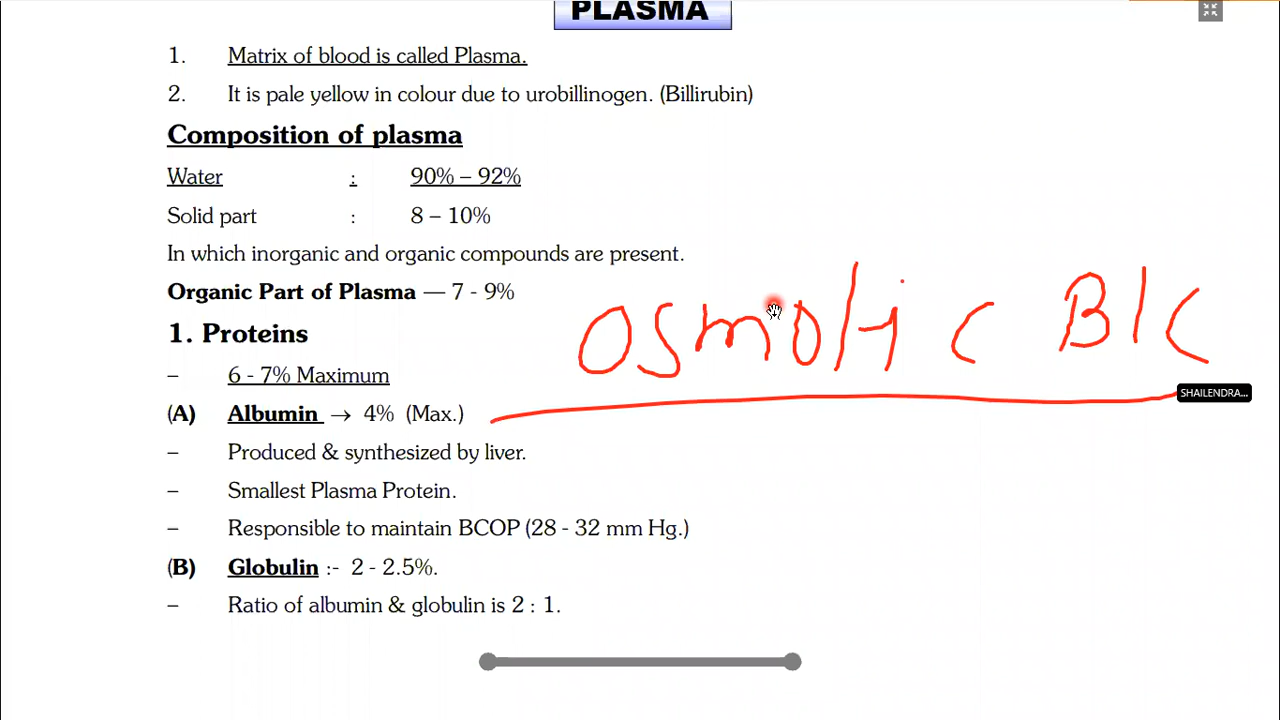 PLASMA
1. Matrix of blood is called Plasma.
2. It is pale yellow in colour due to urobillinogen. (Billirubin)
Composition of plasma
Water : 90% – 92%
Solid part : 8 – 10%
In which inorganic and organic compounds are present.
Organic Part of Plasma — 7 - 9%
1. Proteins
osmotic BIC
– 6 - 7% Maximum
SHAILENDRA...
(A) Albumin → 4% (Max.)
– Produced & synthesized by liver.
– Smallest Plasma Protein.
– Responsible to maintain BCOP (28 - 32 mm Hg.)
(B) Globulin :- 2 - 2.5%.
– Ratio of albumin & globulin is 2 : 1.